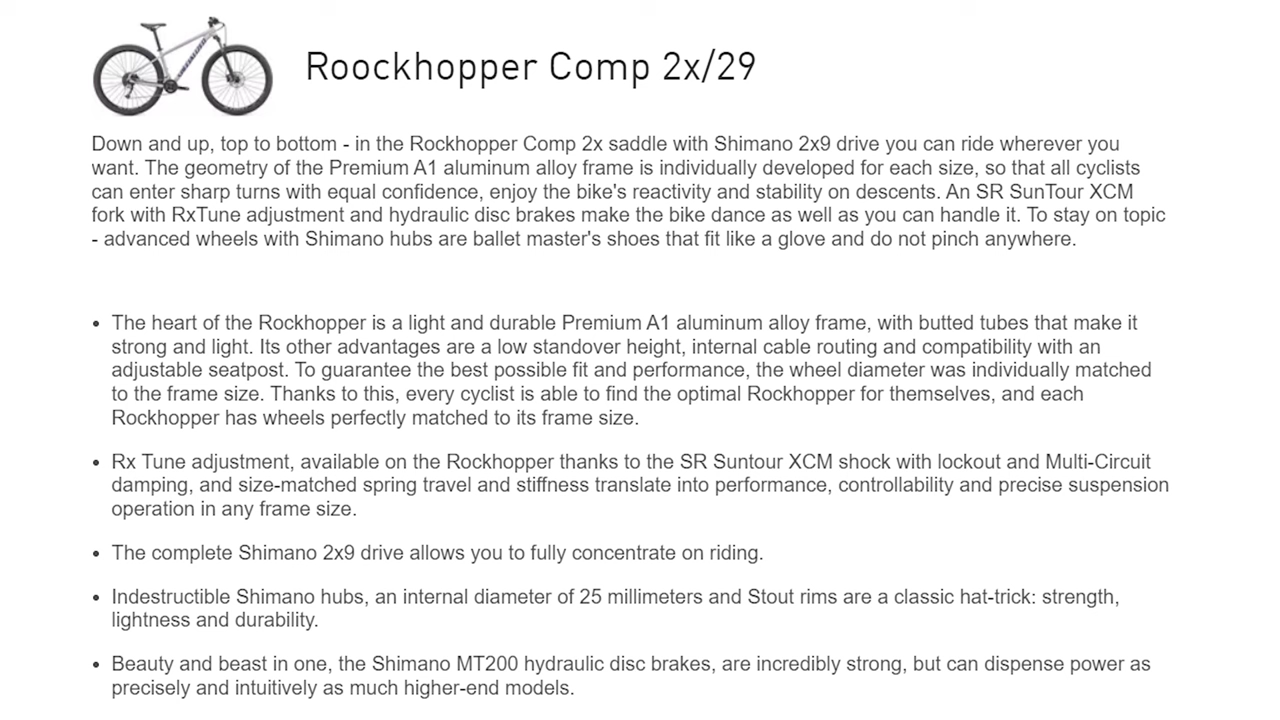 Roockhopper Comp 2x/29
Down and up, top to bottom - in the Rockhopper Comp 2x saddle with Shimano 2x9 drive you can ride wherever you
want. The geometry of the Premium A1 aluminum alloy frame is individually developed for each size, so that all cyclists
can enter sharp turns with equal confidence, enjoy the bike's reactivity and stability on descents. An SR SunTour XCM
fork with RxTune adjustment and hydraulic disc brakes make the bike dance as well as you can handle it. To stay on topic
- advanced wheels with Shimano hubs are ballet master's shoes that fit like a glove and do not pinch anywhere.
• The heart of the Rockhopper is a light and durable Premium A1 aluminum alloy frame, with butted tubes that make it
strong and light. Its other advantages are a low standover height, internal cable routing and compatibility with an
adjustable seatpost. To guarantee the best possible fit and performance, the wheel diameter was individually matched
to the frame size. Thanks to this, every cyclist is able to find the optimal Rockhopper for themselves, and each
Rockhopper has wheels perfectly matched to its frame size.
• Rx Tune adjustment, available on the Rockhopper thanks to the SR Suntour XCM shock with lockout and Multi-Circuit
damping, and size-matched spring travel and stiffness translate into performance, controllability and precise suspension
operation in any frame size.
• The complete Shimano 2x9 drive allows you to fully concentrate on riding.
• Indestructible Shimano hubs, an internal diameter of 25 millimeters and Stout rims are a classic hat-trick: strength,
lightness and durability.
• Beauty and beast in one, the Shimano MT200 hydraulic disc brakes, are incredibly strong, but can dispense power as
precisely and intuitively as much higher-end models.